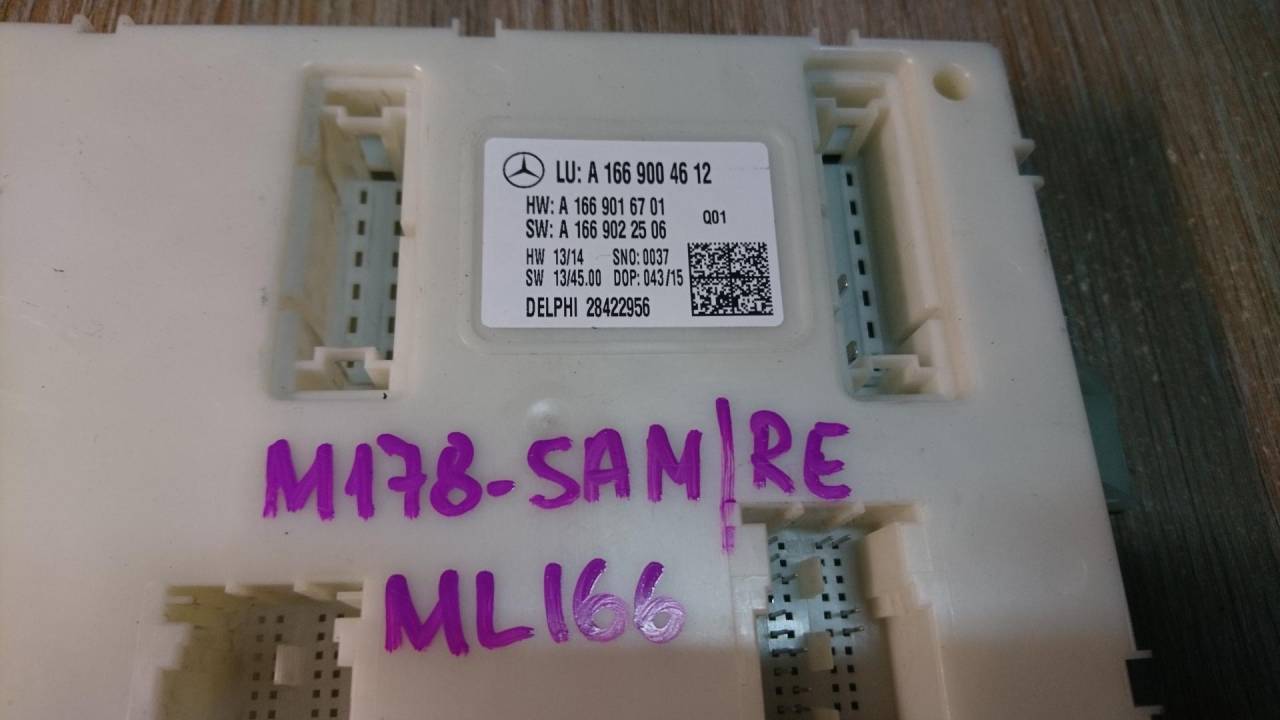 LU: A 166 900 46 12
HW: A 166 901 67 01
SW: A 166 902 25 06
Q01
HW 13/14 SNO: 0037
SW 13/45.00 DOP: 043/15
DELPHI 28422956
M178-SAM/RE
ML166